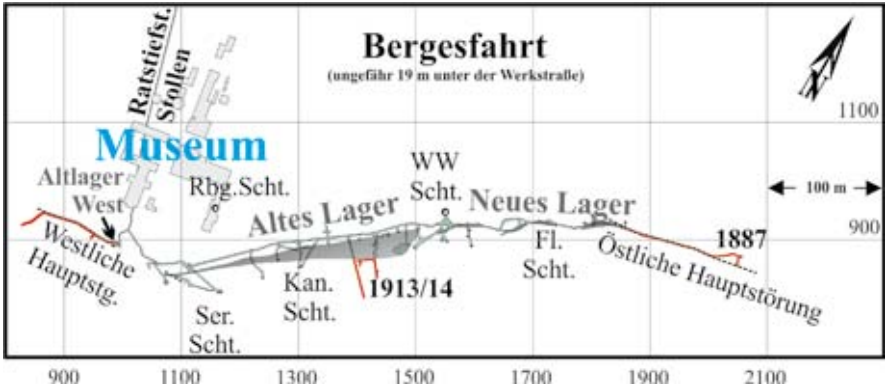 Bergesfahrt
(ungefähr 19 m unter der Werkstraße)
Ratstiefst.
Stollen
Museum
Altlager
West
Rbg.Scht.
WW
Scht.
Altes Lager
Neues Lager
Westliche
Hauptstg.
Ser.
Scht.
Kan.
Scht.
1913/14
Fl.
Scht.
Östliche Hauptstörung
1887
1100
100 m
900
900
1100
1300
1500
1700
1900
2100